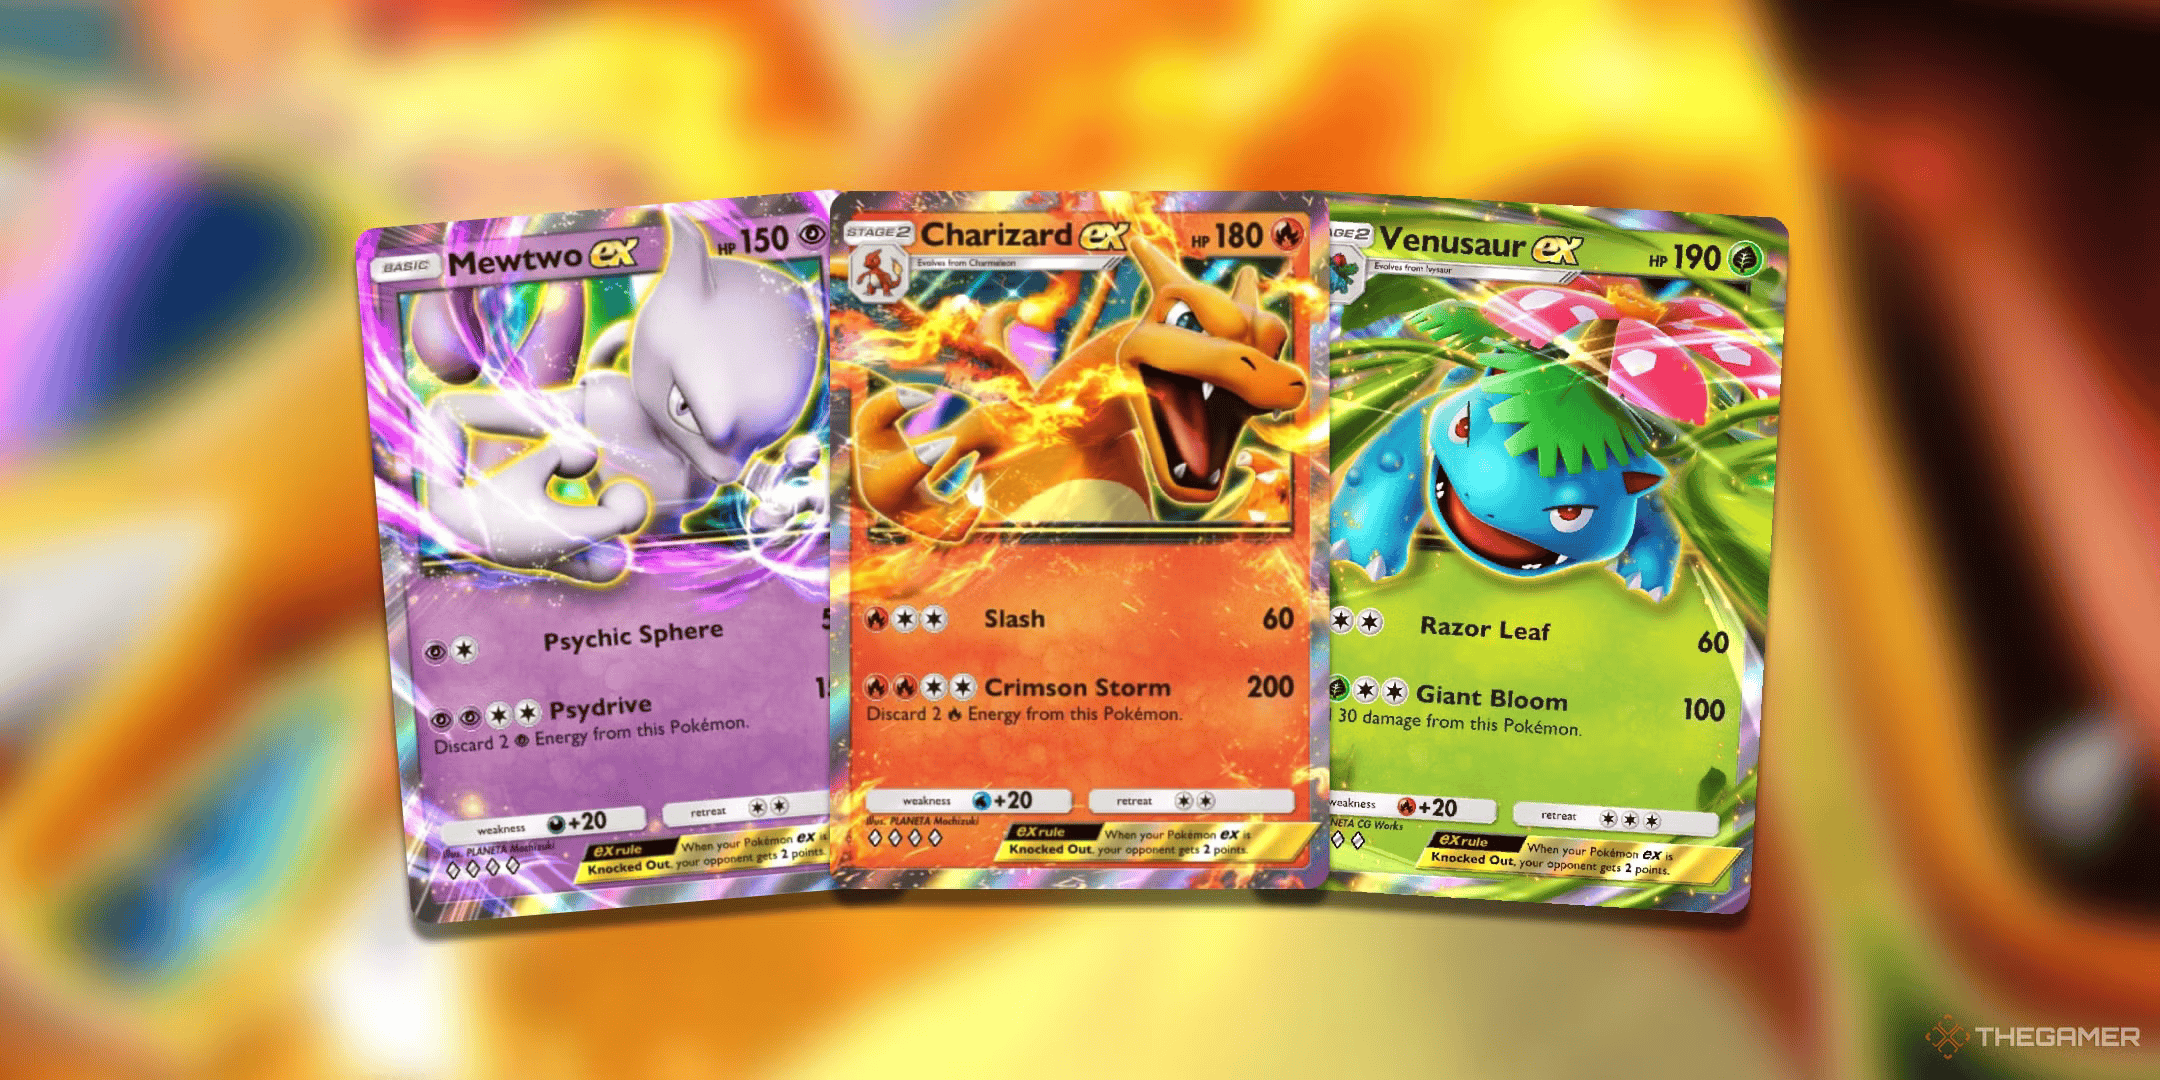 BASIC Mewtwo ex HP 150
Psychic Sphere
Psydrive
Discard 2 Energy from this Pokémon.
weakness +20 retreat
Illus. PLANETA Mochizuki
ex rule When your Pokémon ex is
Knocked Out, your opponent gets 2 points.
STAGE 2 Charizard ex HP 180
Evolves from Charmeleon
Slash 60
Crimson Storm 200
Discard 2 Energy from this Pokémon.
weakness +20 retreat
Illus. PLANETA Mochizuki
ex rule When your Pokémon ex is
Knocked Out, your opponent gets 2 points.
AGE 2 Venusaur ex HP 190
Evolves from Ivysaur
Razor Leaf 60
Giant Bloom 100
30 damage from this Pokémon.
weakness +20 retreat
NETA CG Works
ex rule When your Pokémon ex is
Knocked Out, your opponent gets 2 points.
THEGAMER